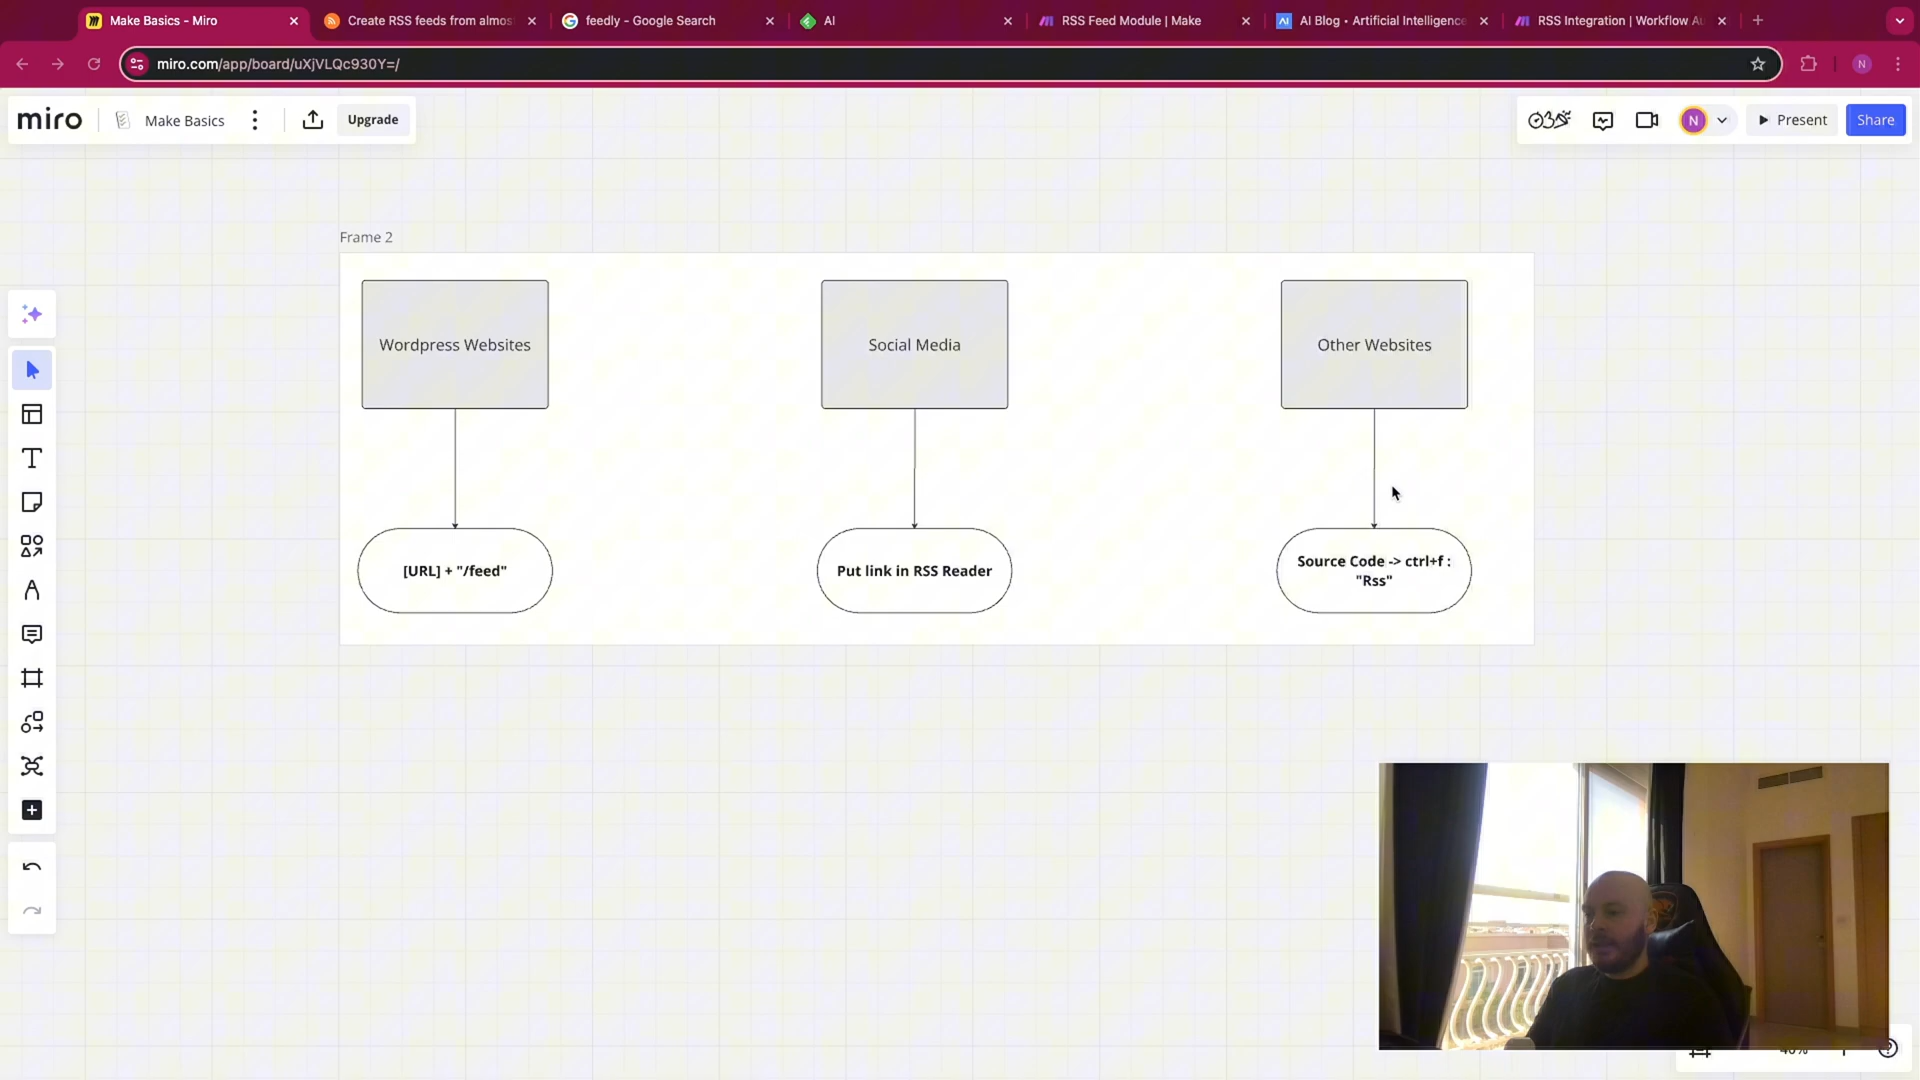 Make Basics - Miro
Create RSS feeds from almos
feedly - Google Search
AI
RSS Feed Module | Make
AI Blog • Artificial Intelligence
RSS Integration | Workflow Au
miro.com/app/board/uXjVLQc930Y=/
N
miro
Make Basics
Upgrade
N
Present
Share
Frame 2
Wordpress Websites
Social Media
Other Websites
[URL] + "/feed"
Put link in RSS Reader
Source Code -> ctrl+f :
"Rss"